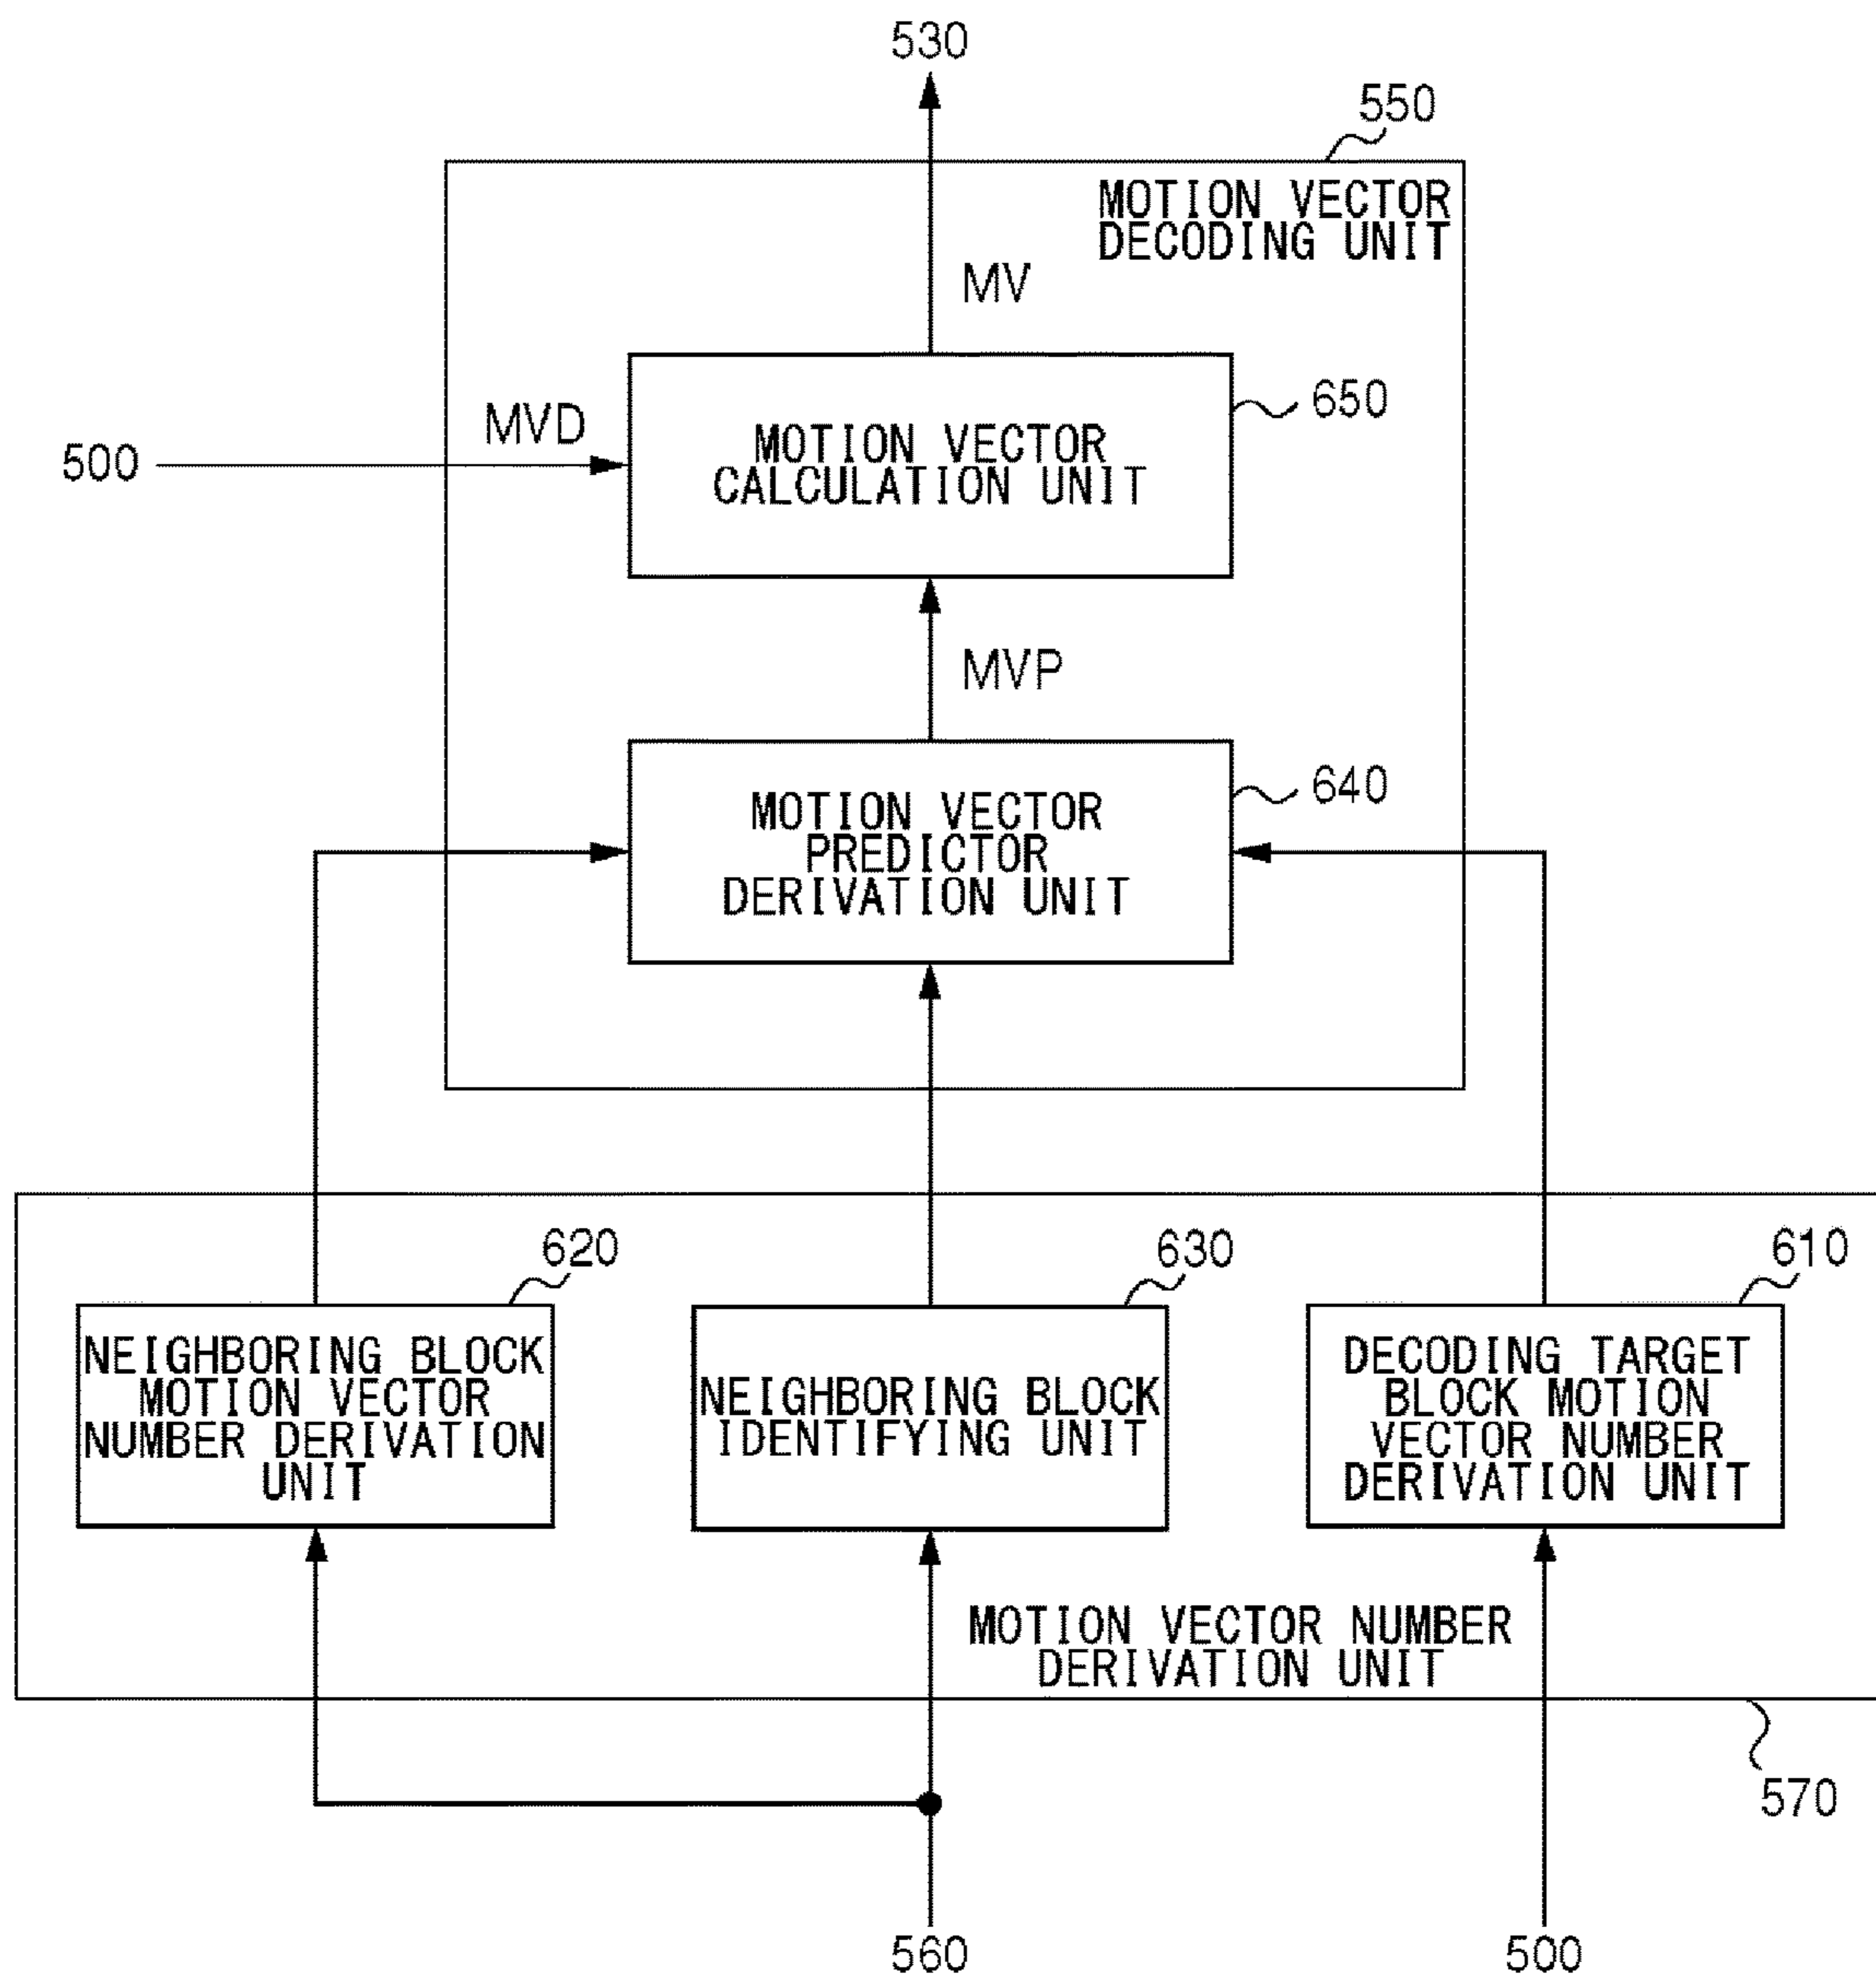 530
550
MOTION VECTOR
DECODING UNIT
MV
650
MVD
500
MOTION VECTOR
CALCULATION UNIT
MVP
640
MOTION VECTOR
PREDICTOR
DERIVATION UNIT
620
630
610
NEIGHBORING BLOCK
MOTION VECTOR
NUMBER DERIVATION
UNIT
NEIGHBORING BLOCK
IDENTIFYING UNIT
DECODING TARGET
BLOCK MOTION
VECTOR NUMBER
DERIVATION UNIT
MOTION VECTOR NUMBER
DERIVATION UNIT
570
560
500